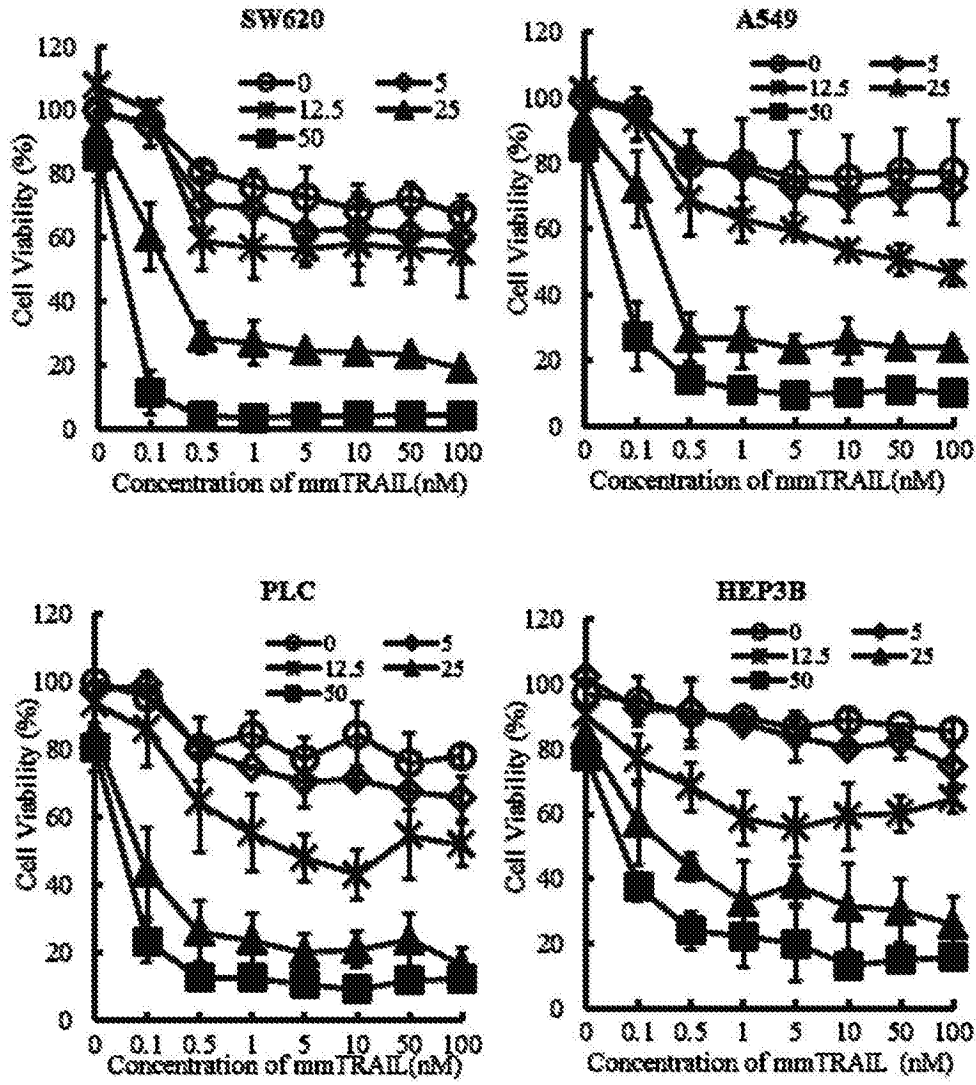 SW620
120
100
80
60
40
20
0
Cell Viability (%)
0 5
12.5 25
50
0 0.1 0.5 1 5 10 50 100
Concentration of mmTRAIL(nM)
A549
120
100
80
60
40
20
0
Cell Viability (%)
0 5
12.5 25
50
0 0.1 0.5 1 5 10 50 100
Concentration of mmTRAIL(nM)
PLC
120
100
80
60
40
20
0
Cell Viability (%)
0 5
12.5 25
50
0 0.1 0.5 1 5 10 50 100
Concentration of mmTRAIL(nM)
HEP3B
120
100
80
60
40
20
0
Cell Viability (%)
0 5
12.5 25
50
0 0.1 0.5 1 5 10 50 100
Concentration of mmTRAIL (nM)